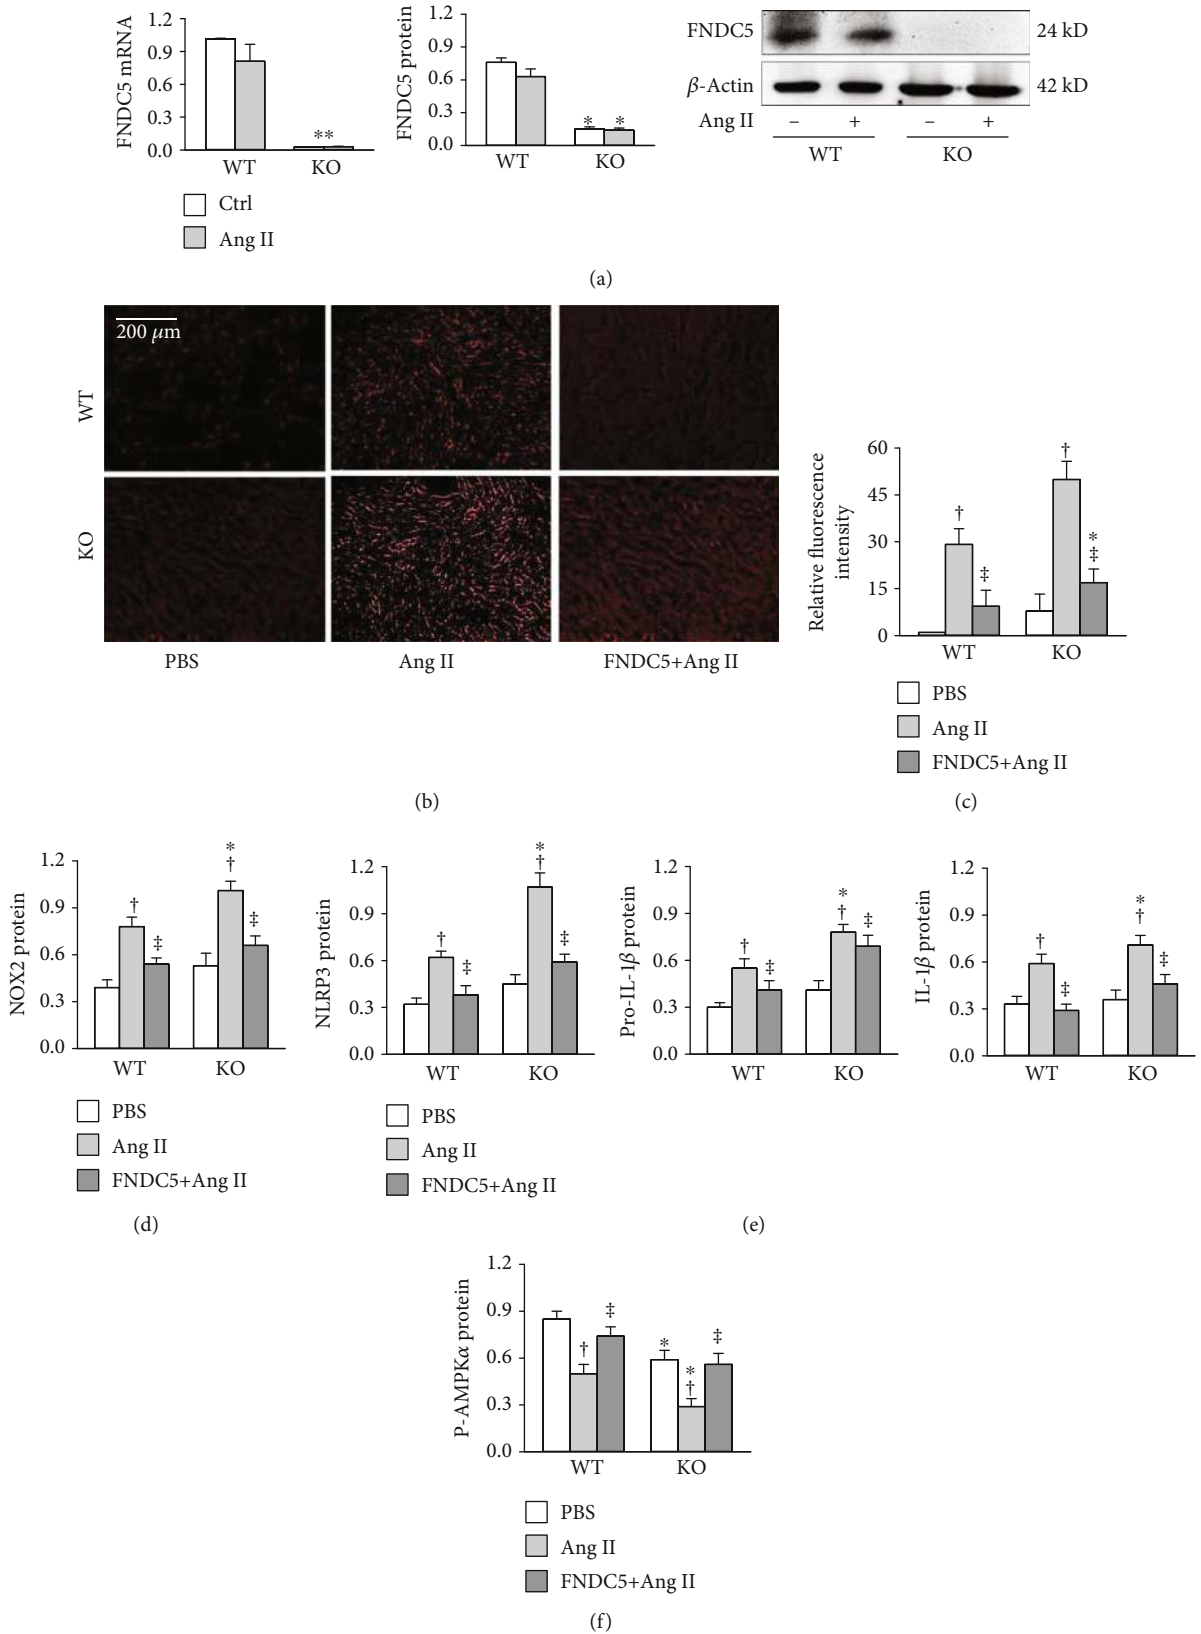 FNDC5 mRNA
1.2
0.9
0.6
0.3
0.0
**
WT KO
Ctrl
Ang II
FNDC5 protein
1.2
0.9
0.6
0.3
0.0
* *
WT KO
FNDC5 24 kD
β-Actin 42 kD
Ang II – + – +
WT KO
(a)
200 μm
WT
KO
PBS Ang II FNDC5+Ang II
(b)
Relative fluorescence
intensity
60
45
30
15
0
†
‡
†
*
‡
WT KO
PBS
Ang II
FNDC5+Ang II
(c)
NOX2 protein
1.2
0.9
0.6
0.3
0.0
†
‡
*
†
‡
WT KO
PBS
Ang II
FNDC5+Ang II
(d)
NLRP3 protein
1.2
0.9
0.6
0.3
0.0
†
‡
*
†
‡
WT KO
PBS
Ang II
FNDC5+Ang II
Pro-IL-1β protein
1.2
0.9
0.6
0.3
0.0
†
‡
*
†
‡
WT KO
IL-1β protein
1.2
0.9
0.6
0.3
0.0
†
‡
*
†
‡
WT KO
(e)
P-AMPKα protein
1.2
0.9
0.6
0.3
0.0
†
‡
*
*
†
‡
WT KO
PBS
Ang II
FNDC5+Ang II
(f)